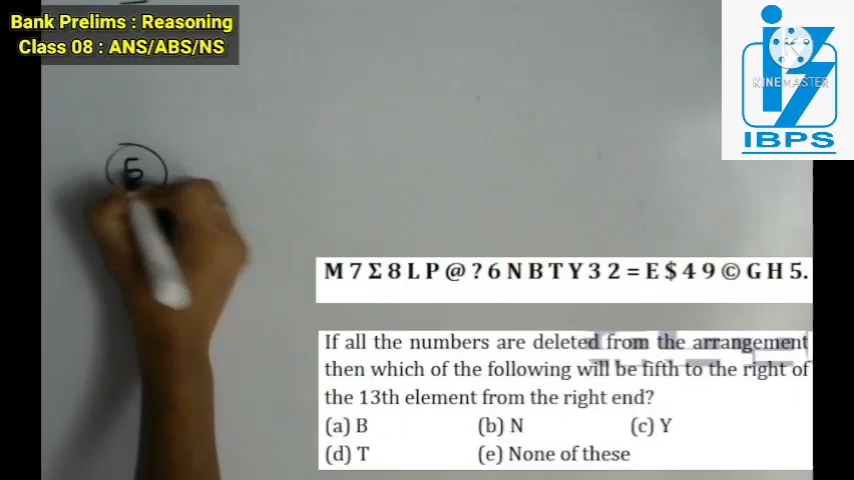 Bank Prelims : Reasoning
Class 08 : ANS/ABS/NS
KINEMASTER
IBPS
5
M 7 Σ 8 L P @ ? 6 N B T Y 3 2 = E $ 4 9 © G H 5.
If all the numbers are deleted from the arrangement
then which of the following will be fifth to the right of
the 13th element from the right end?
(a) B (b) N (c) Y
(d) T (e) None of these